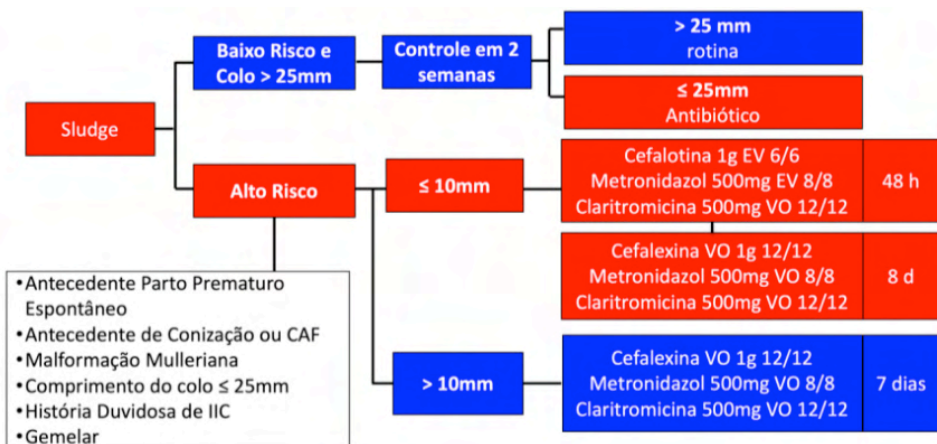 Baixo Risco e
Colo > 25mm
Controle em 2
semanas
> 25 mm
rotina
≤ 25mm
Antibiótico
Sludge
Alto Risco
≤ 10mm
Cefalotina 1g EV 6/6
Metronidazol 500mg EV 8/8
Claritromicina 500mg VO 12/12
48 h
Cefalexina VO 1g 12/12
Metronidazol 500mg VO 8/8
Claritromicina 500mg VO 12/12
8 d
> 10mm
Cefalexina VO 1g 12/12
Metronidazol 500mg VO 8/8
Claritromicina 500mg VO 12/12
7 dias
•Antecedente Parto Prematuro
Espontâneo
•Antecedente de Conização ou CAF
•Malformação Mulleriana
•Comprimento do colo ≤ 25mm
•História Duvidosa de IIC
•Gemelar